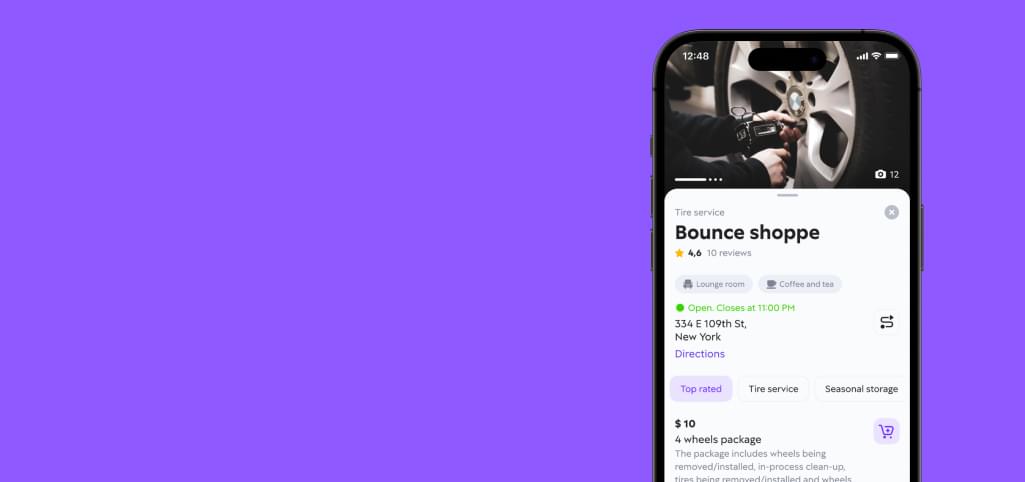 12:48
12
Tire service
Bounce shoppe
4,6 10 reviews
Lounge room Coffee and tea
Open. Closes at 11:00 PM
334 E 109th St,
New York
Directions
Top rated Tire service Seasonal storage
$ 10
4 wheels package
The package includes wheels being
removed/installed, in-process clean-up,
tires being removed/installed and wheels